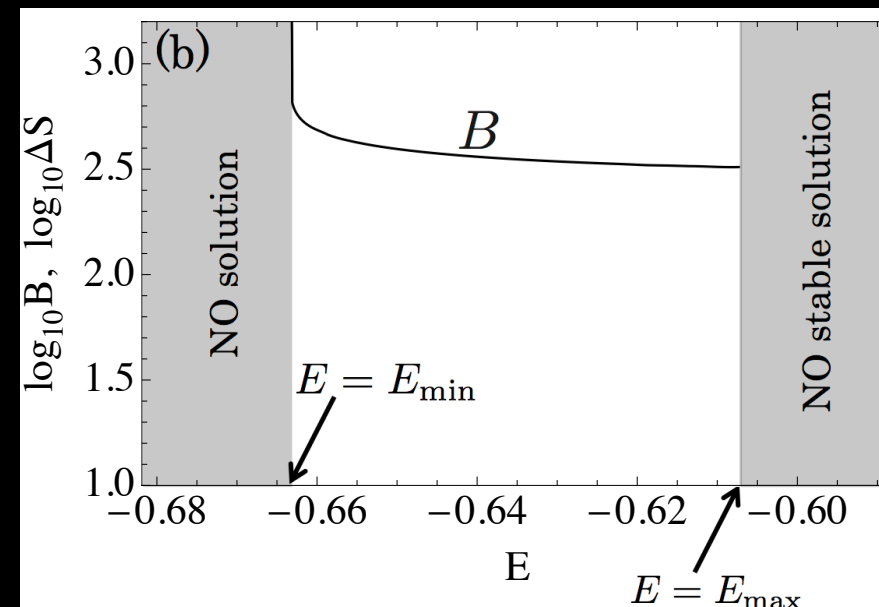 (b)
3.0
2.5
2.0
1.5
1.0
log₁₀B, log₁₀ΔS
NO solution
B
NO stable solution
E = Eₘᵢₙ
−0.68 −0.66 −0.64 −0.62 −0.60
E
E = Eₘₐₓ